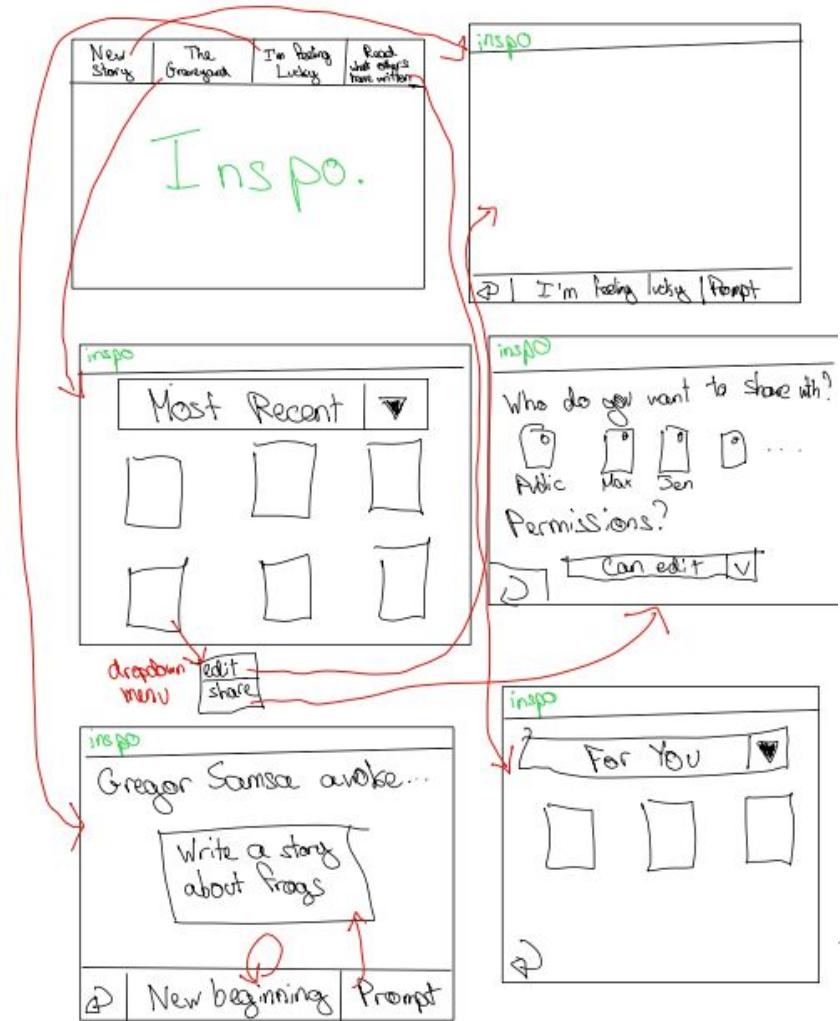 New Story
The Graveyard
I'm feeling Lucky
Read what others have written
Inspo.
inspo
I'm feeling lucky
Prompt
inspo
Most Recent
dropdown menu
edit
share
inspo
Who do you want to share with?
Public
Max
Jen
....
Permissions?
Can edit
inspo
Gregor Samsa awoke...
Write a story
about frogs
New beginning
Prompt
inspo
For You